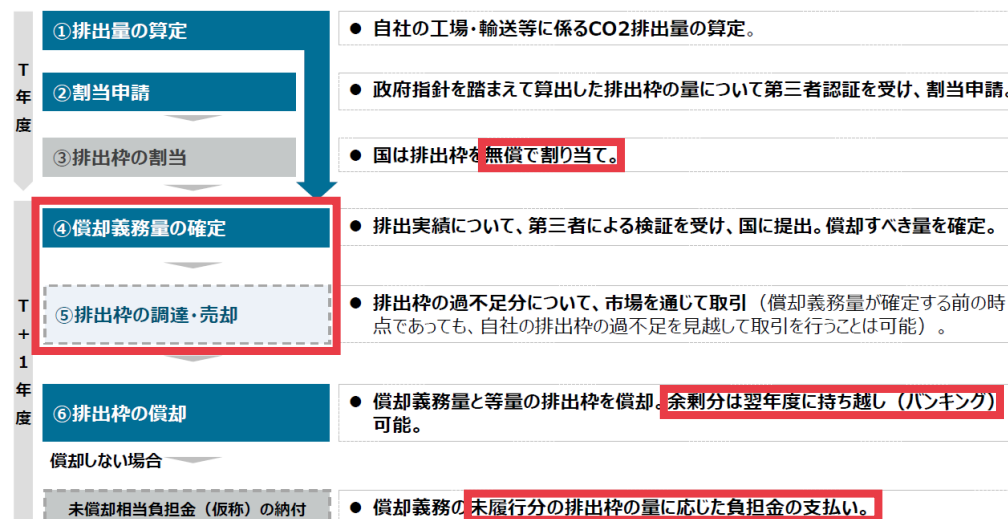 T年度
①排出量の算定
● 自社の工場・輸送等に係るCO2排出量の算定。
②割当申請
● 政府指針を踏まえて算出した排出枠の量について第三者認証を受け、割当申請。
③排出枠の割当
● 国は排出枠を無償で割り当て。
T+1年度
④償却義務量の確定
● 排出実績について、第三者による検証を受け、国に提出。償却すべき量を確定。
⑤排出枠の調達・売却
● 排出枠の過不足分について、市場を通じて取引（償却義務量が確定する前の時
点であっても、自社の排出枠の過不足を見越して取引を行うことは可能）。
⑥排出枠の償却
● 償却義務量と等量の排出枠を償却。余剰分は翌年度に持ち越し（バンキング）
可能。
償却しない場合
未償却相当負担金（仮称）の納付
● 償却義務の未履行分の排出枠の量に応じた負担金の支払い。